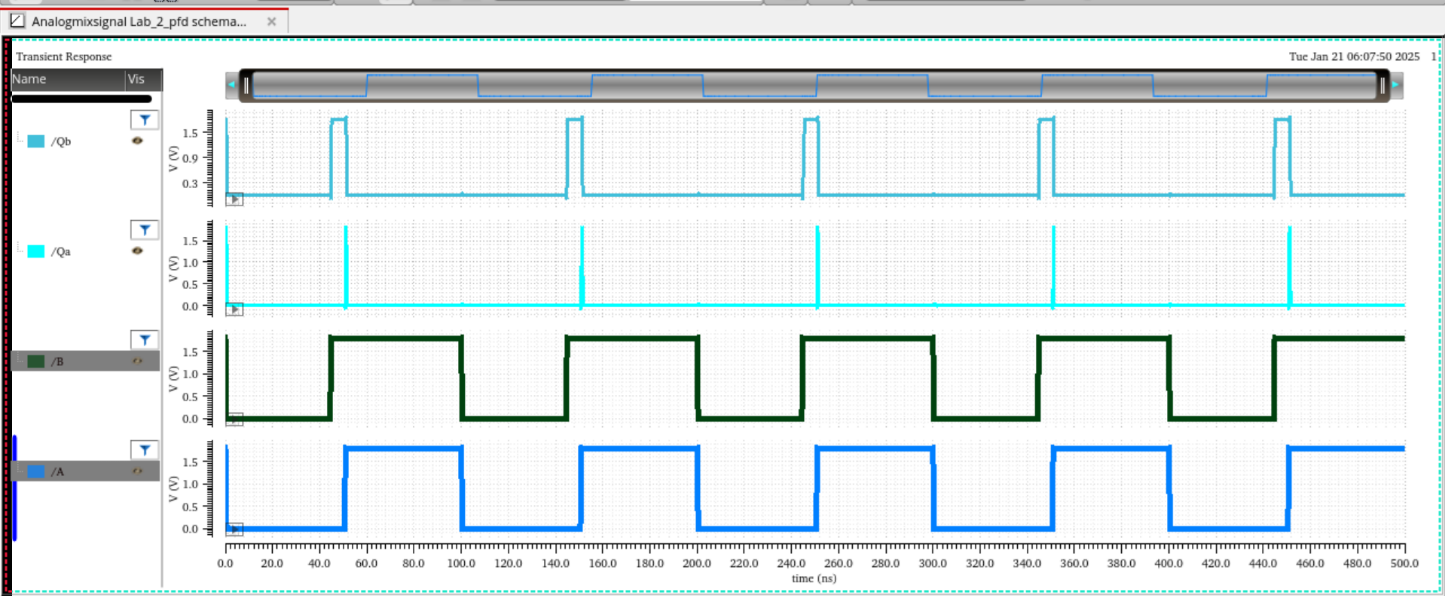 Analogmixsignal Lab_2_pfd schema...
Transient Response
Tue Jan 21 06:07:50 2025 1
Name Vis
/Qb
V (V)
1.5
0.9
0.3
/Qa
V (V)
1.5
1.0
0.5
0.0
/B
V (V)
1.5
1.0
0.5
0.0
/A
V (V)
1.5
1.0
0.5
0.0
0.0 20.0 40.0 60.0 80.0 100.0 120.0 140.0 160.0 180.0 200.0 220.0 240.0 260.0 280.0 300.0 320.0 340.0 360.0 380.0 400.0 420.0 440.0 460.0 480.0 500.0
time (ns)